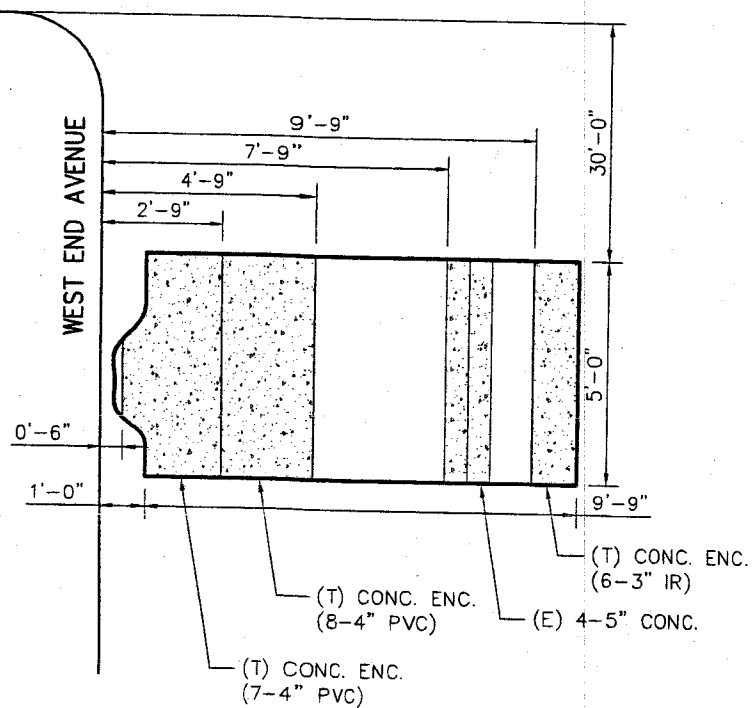 WEST END AVENUE
9'-9"
7'-9"
4'-9"
2'-9"
30'-0"
5'-0"
0'-6"
1'-0"
9'-9"
(T) CONC. ENC.
(6-3" IR)
(E) 4-5" CONC.
(T) CONC. ENC.
(8-4" PVC)
(T) CONC. ENC.
(7-4" PVC)